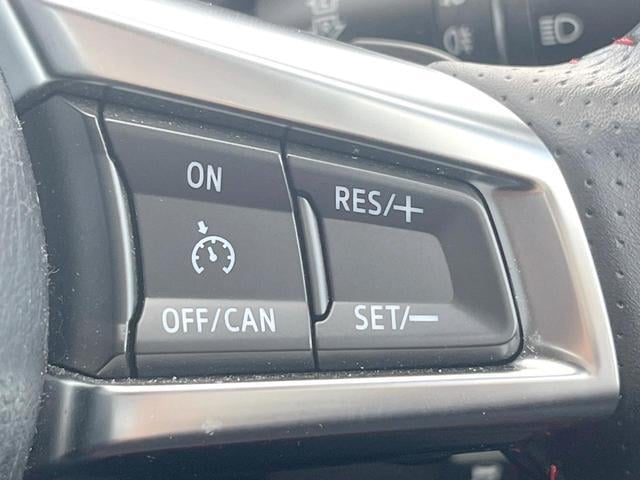 ON
RES/+
OFF/CAN
SET/—